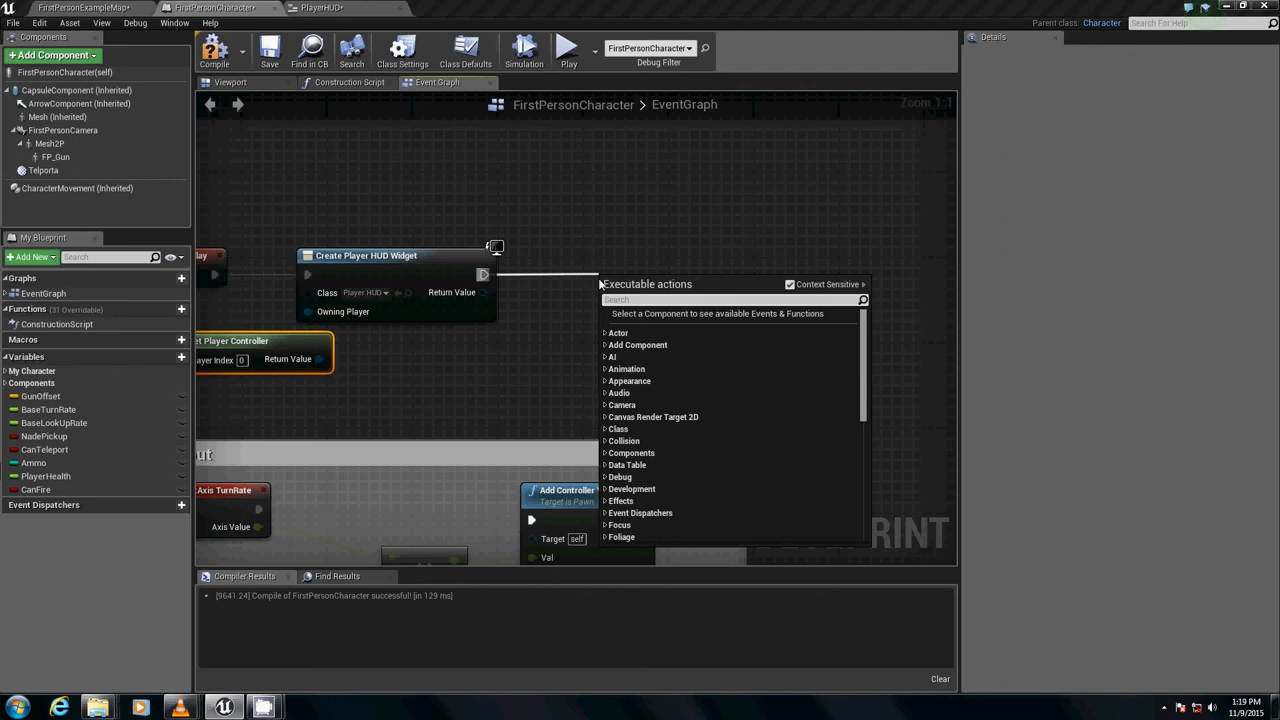 FirstPersonExampleMap*
FirstPersonCharacter*
PlayerHUD*
File Edit Asset View Debug Window Help
Parent class: Character
Search For Help
Components
Details
+ Add Component
FirstPersonCharacter(self)
CapsuleComponent (Inherited)
ArrowComponent (Inherited)
Mesh (Inherited)
FirstPersonCamera
Mesh2P
FP_Gun
Telporta
CharacterMovement (Inherited)
Compile Save Find in CB Search Class Settings Class Defaults Simulation Play
FirstPersonCharacter
Debug Filter
Viewport Construction Script Event Graph
FirstPersonCharacter > EventGraph
Zoom 1:1
lay
Create Player HUD Widget
Class Player HUD
Return Value
Owning Player
et Player Controller
ayer Index 0 Return Value
ut
Axis TurnRate
Axis Value
Add Controller
Target is Pawn
Target self
Val
RINT
Executable actions
Context Sensitive
Search
Select a Component to see available Events & Functions
Actor
Add Component
AI
Animation
Appearance
Audio
Camera
Canvas Render Target 2D
Class
Collision
Components
Data Table
Debug
Development
Effects
Event Dispatchers
Focus
Foliage
My Blueprint
+ Add New
Search
Graphs
EventGraph
Functions (31 Overridable)
ConstructionScript
Macros
Variables
My Character
Components
GunOffset
BaseTurnRate
BaseLookUpRate
NadePickup
CanTeleport
Ammo
PlayerHealth
CanFire
Event Dispatchers
Compiler Results
Find Results
[9641.24] Compile of FirstPersonCharacter successful! [in 129 ms]
Clear
1:19 PM
11/9/2015